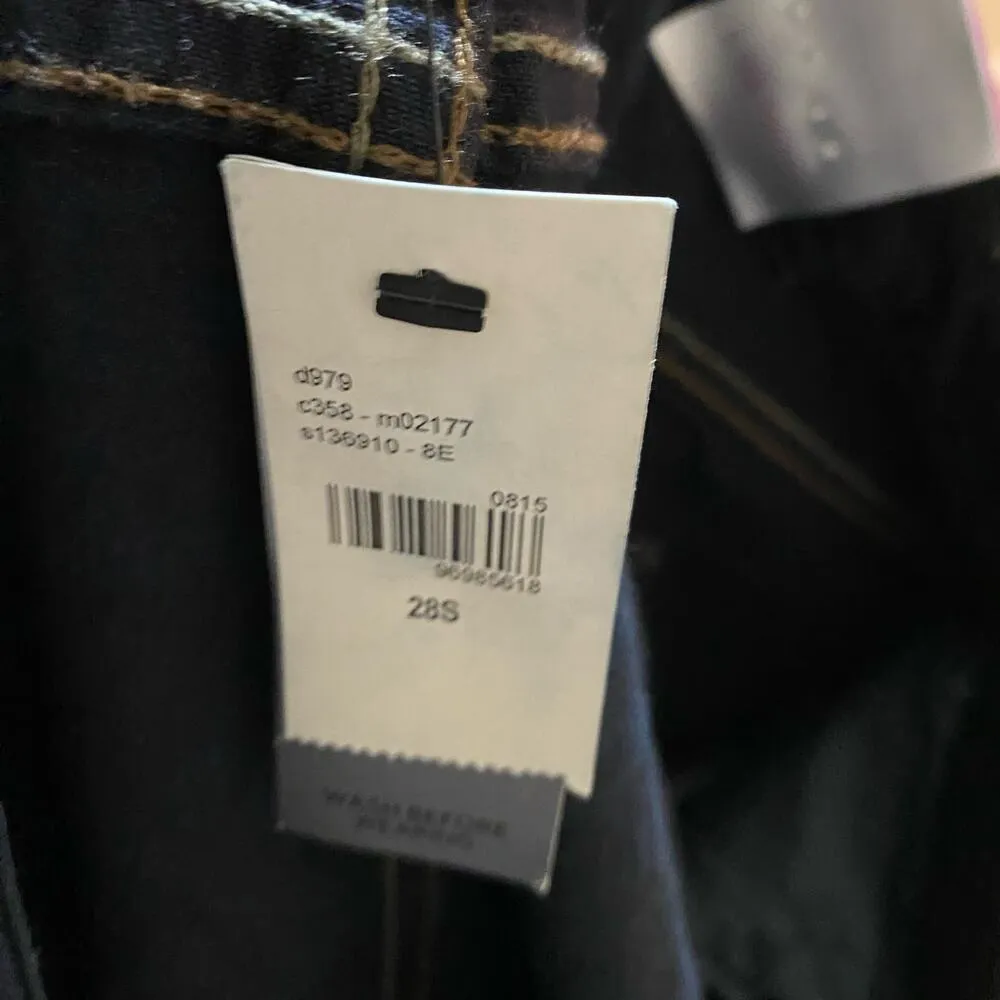 d979
c358 - m02177
s136910 - 8E
0815
96985618
28S
WASH BEFORE
WEARING